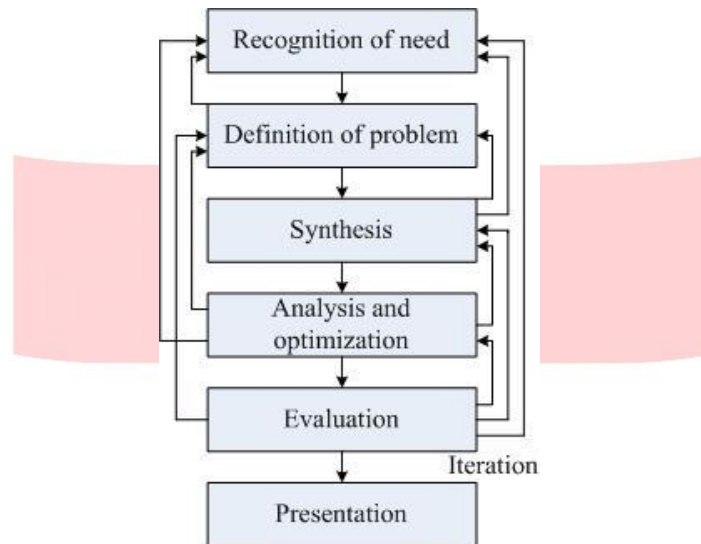 Recognition of need
Definition of problem
Synthesis
Analysis and
optimization
Evaluation
Iteration
Presentation